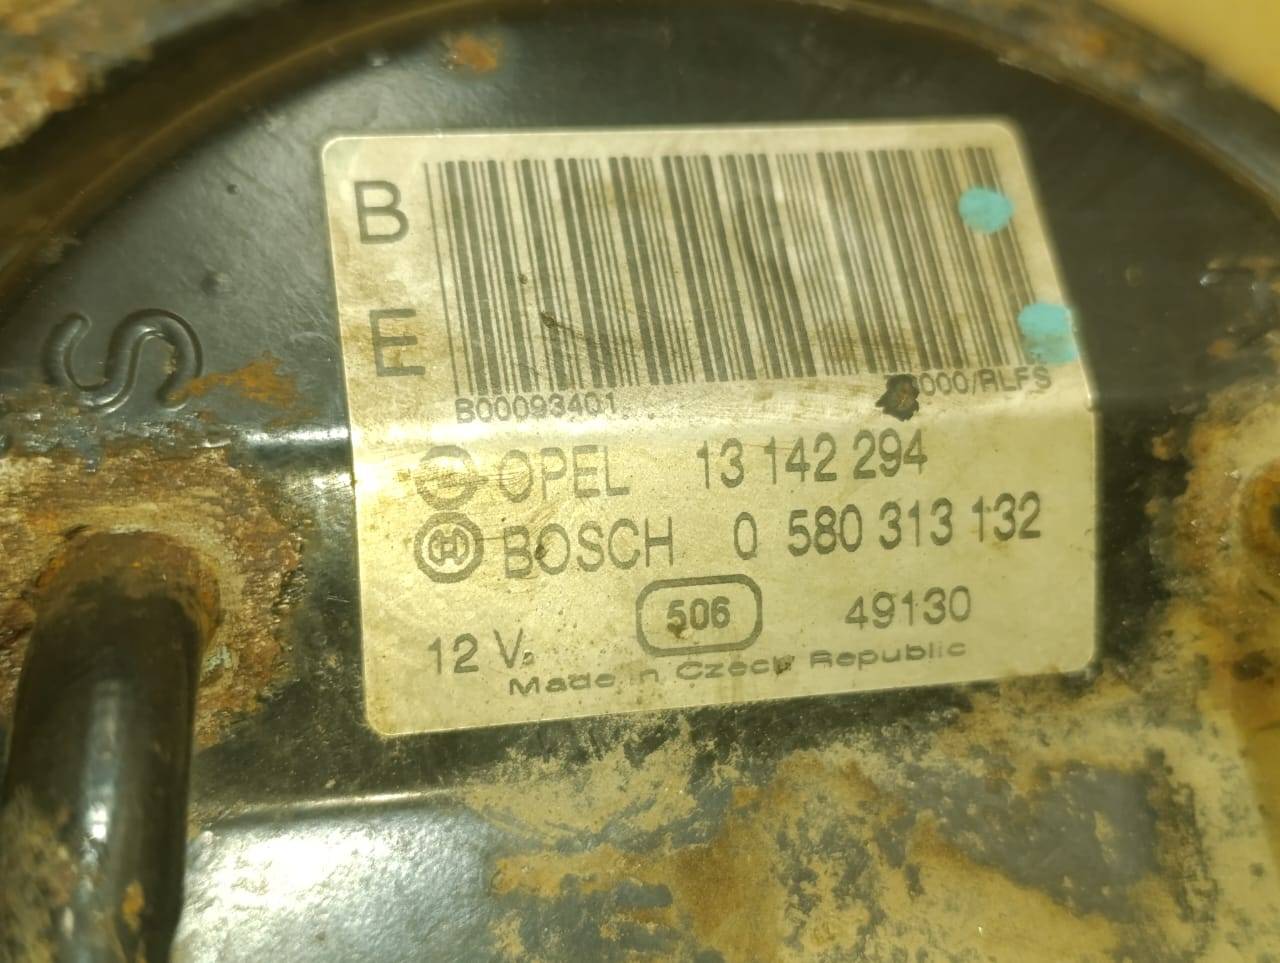 B
E
S
B00093401
000/RLFS
OPEL 13 142 294
BOSCH 0 580 313 132
506 49130
12 V.
Made in Czech Republic